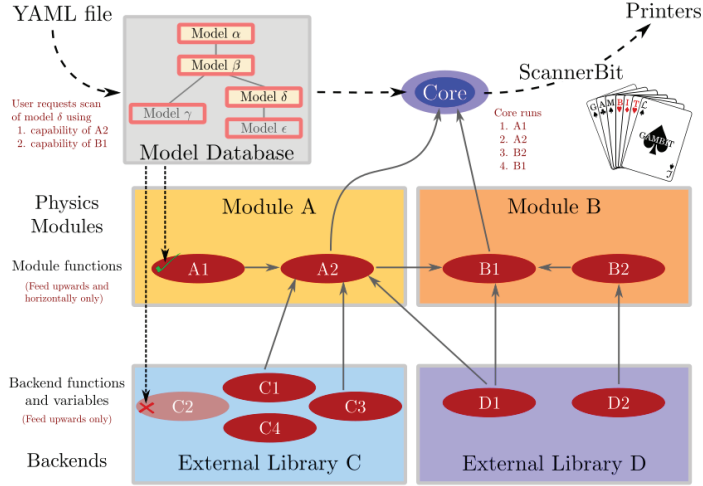 YAML file
Printers
Model α
Model β
Model γ
Model δ
Model ϵ
Model Database
User requests scan
of model δ using
1. capability of A2
2. capability of B1
Core
ScannerBit
Core runs
1. A1
2. A2
3. B2
4. B1
GAMBIT
GAMBIT
Physics
Modules
Module A
Module B
Module functions
(Feed upwards and
horizontally only)
A1
A2
B1
B2
Backend functions
and variables
(Feed upwards only)
C1
C2
C3
C4
D1
D2
Backends
External Library C
External Library D